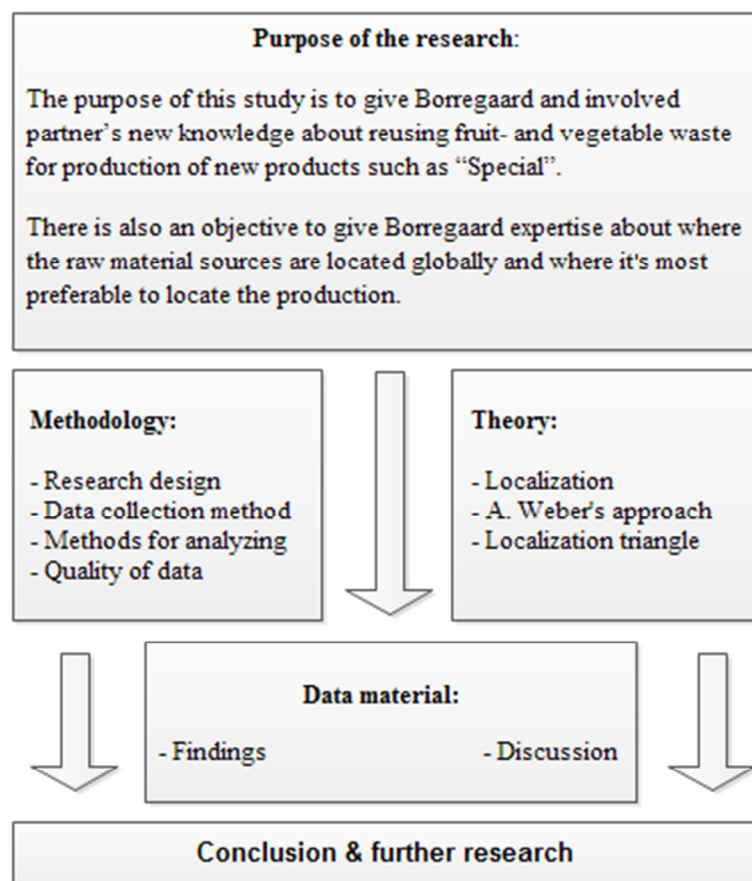 Purpose of the research:
The purpose of this study is to give Borregaard and involved
partner's new knowledge about reusing fruit- and vegetable waste
for production of new products such as “Special”.
There is also an objective to give Borregaard expertise about where
the raw material sources are located globally and where it's most
preferable to locate the production.
Methodology:
- Research design
- Data collection method
- Methods for analyzing
- Quality of data
Theory:
- Localization
- A. Weber's approach
- Localization triangle
Data material:
- Findings
- Discussion
Conclusion & further research